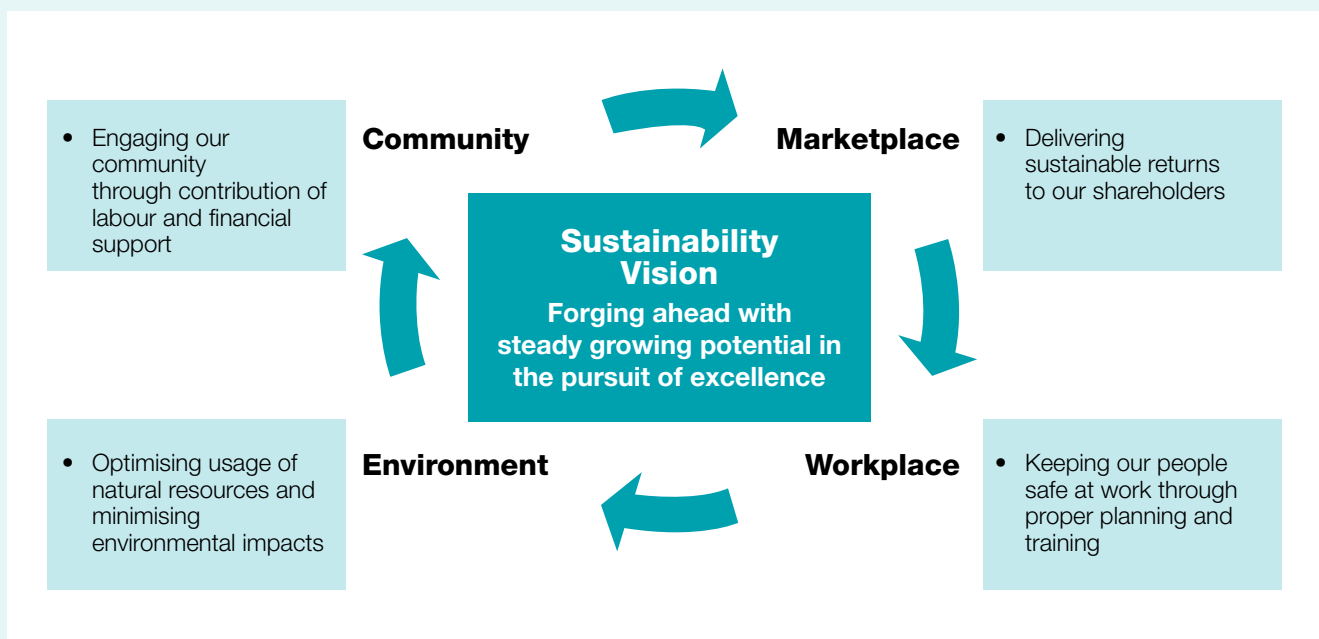 Community
• Engaging our
community
through contribution of
labour and financial
support
Marketplace
• Delivering
sustainable returns
to our shareholders
Sustainability
Vision
Forging ahead with
steady growing potential in
the pursuit of excellence
Environment
• Optimising usage of
natural resources and
minimising
environmental impacts
Workplace
• Keeping our people
safe at work through
proper planning and
training